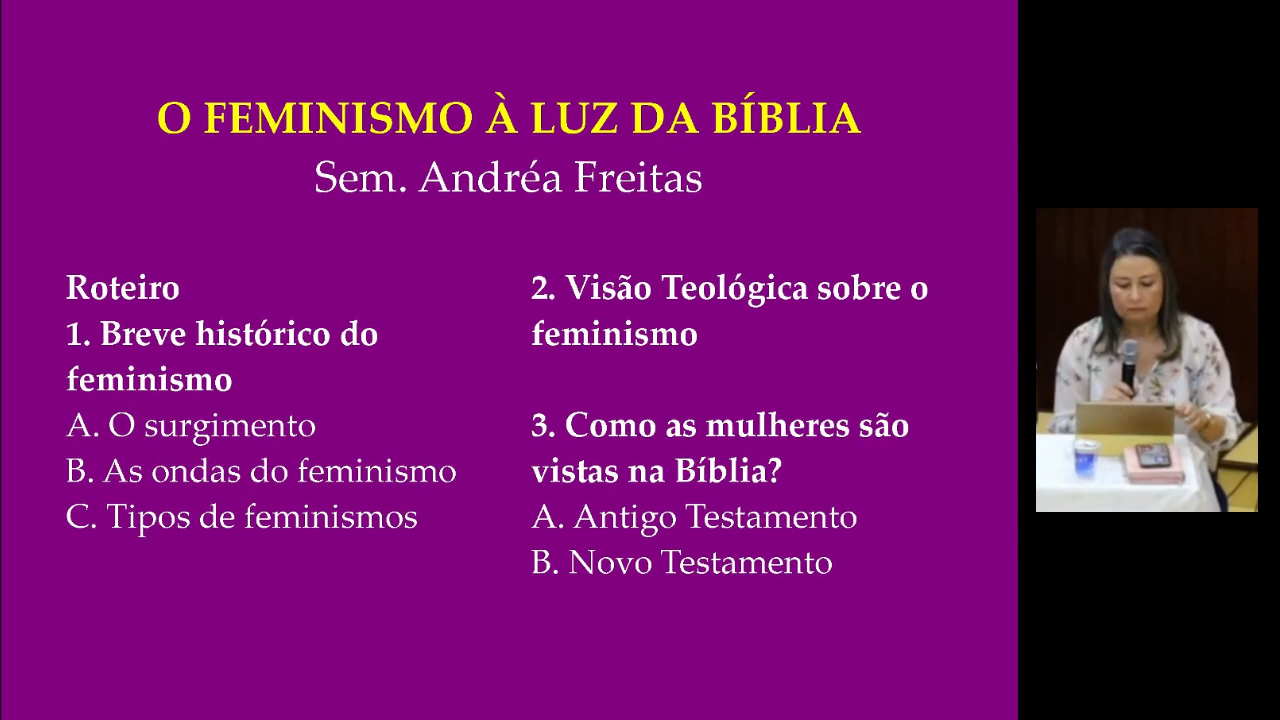 O FEMINISMO À LUZ DA BÍBLIA
Sem. Andréa Freitas
Roteiro
1. Breve histórico do
feminismo
A. O surgimento
B. As ondas do feminismo
C. Tipos de feminismos
2. Visão Teológica sobre o
feminismo
3. Como as mulheres são
vistas na Bíblia?
A. Antigo Testamento
B. Novo Testamento